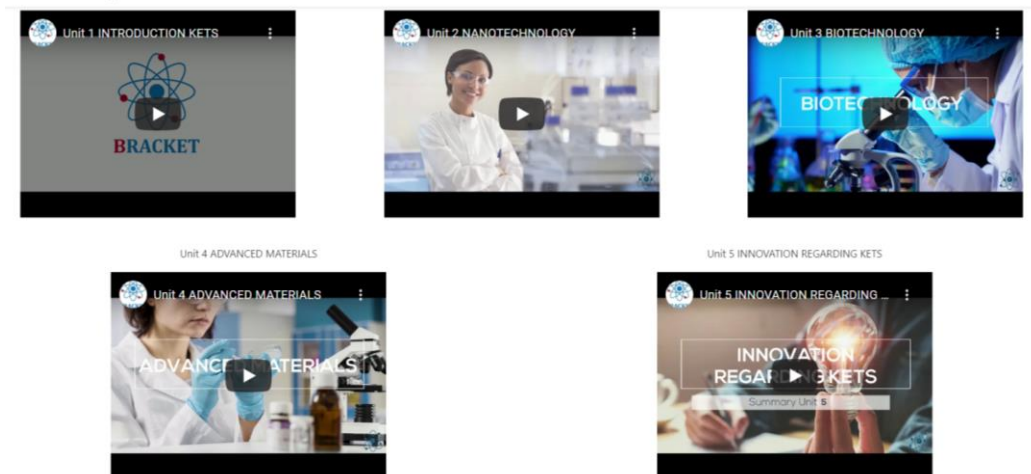 Unit 1 INTRODUCTION KETS
BRACKET
Unit 2 NANOTECHNOLOGY
Unit 3 BIOTECHNOLOGY
BIOTECHNOLOGY
Unit 4 ADVANCED MATERIALS
Unit 4 ADVANCED MATERIALS
ADVANCED MATERIALS
Unit 5 INNOVATION REGARDING KETS
Unit 5 INNOVATION REGARDING ...
INNOVATION
REGARDING KETS
Summary Unit 5